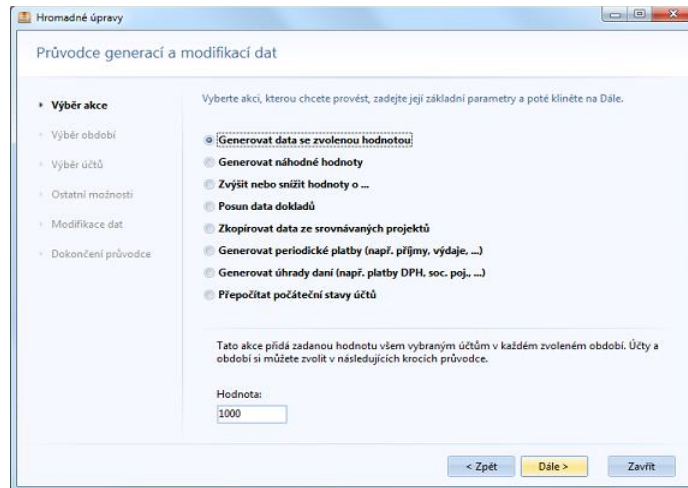 Hromadné úpravy
Průvodce generací a modifikací dat
Výběr akce
Výběr období
Výběr účtů
Ostatní možnosti
Modifikace dat
Dokončení průvodce
Vyberte akci, kterou chcete provést, zadejte její základní parametry a poté klikněte na Dále.
Generovat data se zvolenou hodnotou
Generovat náhodné hodnoty
Zvýšit nebo snížit hodnoty o ...
Posun data dokladů
Zkopírovat data ze srovnávaných projektů
Generovat periodické platby (např. příjmy, výdaje, ...)
Generovat úhrady daní (např. platby DPH, soc. poj., ...)
Přepočítat počáteční stavy účtů
Tato akce přidá zadanou hodnotu všem vybraným účtům v každém zvoleném období. Účty a
období si můžete zvolit v následujících krocích průvodce.
Hodnota:
1000
< Zpět
Dále >
Zavřít